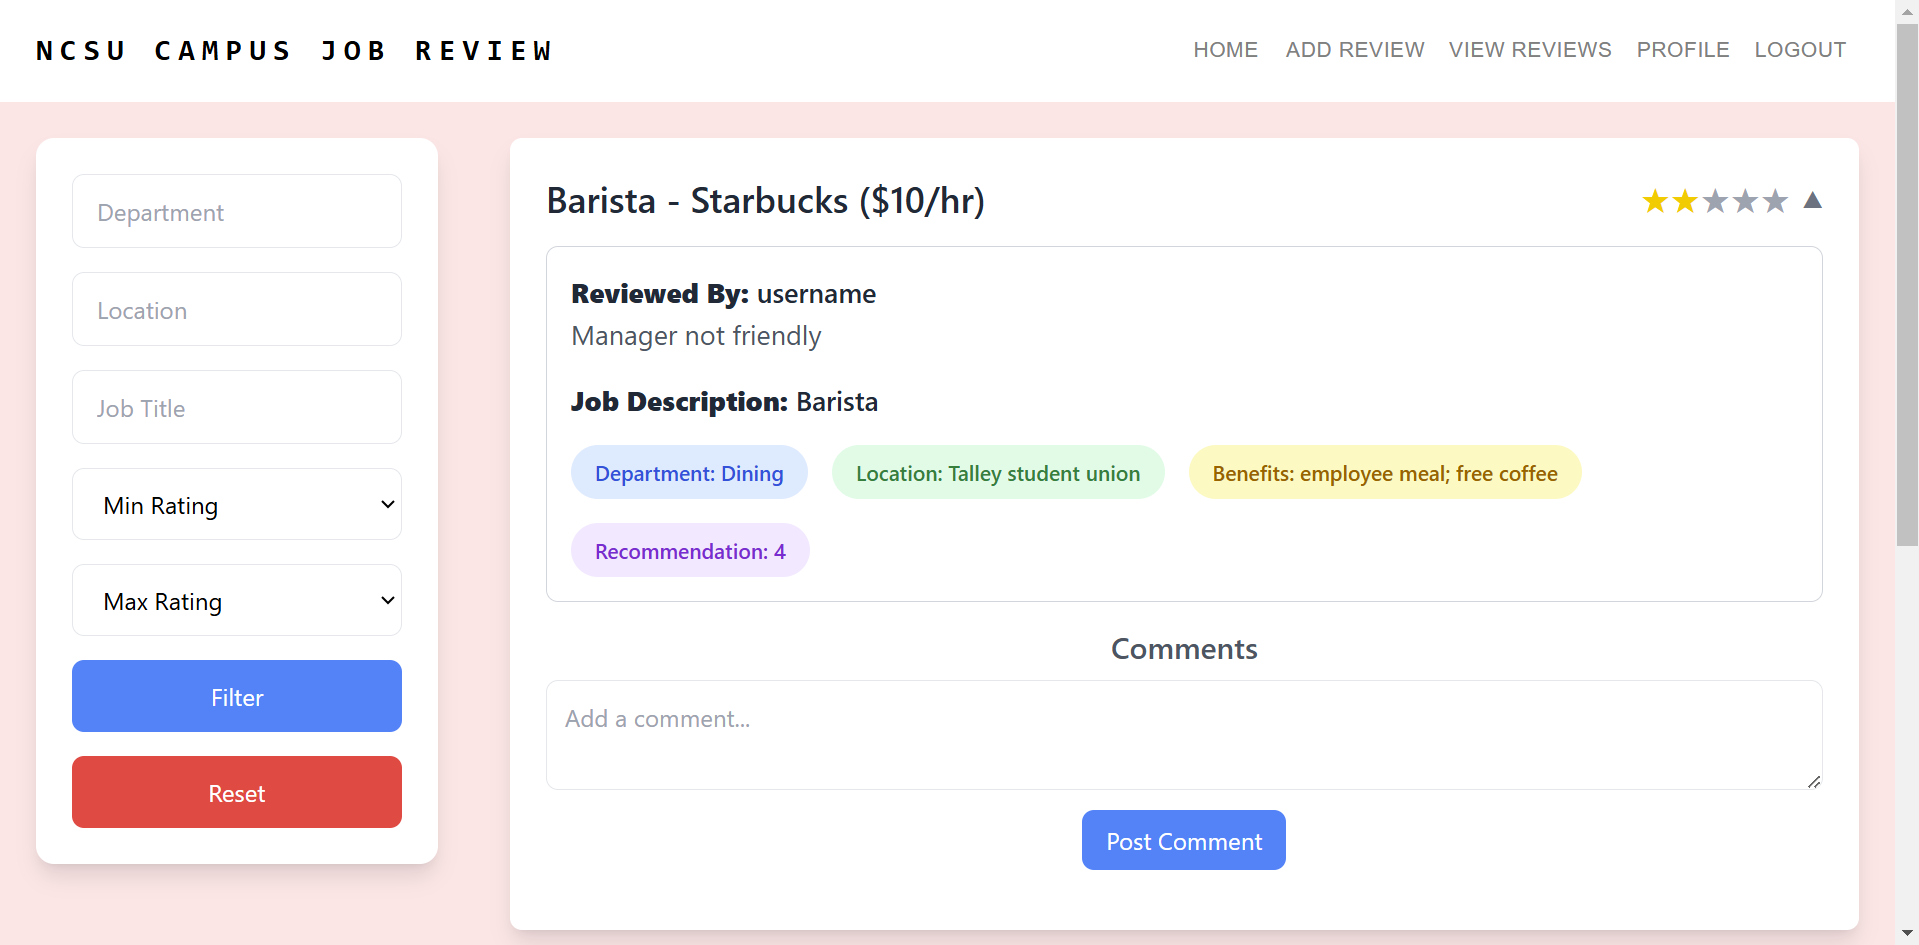 NCSU CAMPUS JOB REVIEW
HOME ADD REVIEW VIEW REVIEWS PROFILE LOGOUT
Department
Location
Job Title
Min Rating
Max Rating
Filter
Reset
Barista - Starbucks ($10/hr)
Reviewed By: username
Manager not friendly
Job Description: Barista
Department: Dining Location: Talley student union Benefits: employee meal; free coffee
Recommendation: 4
Comments
Add a comment...
Post Comment